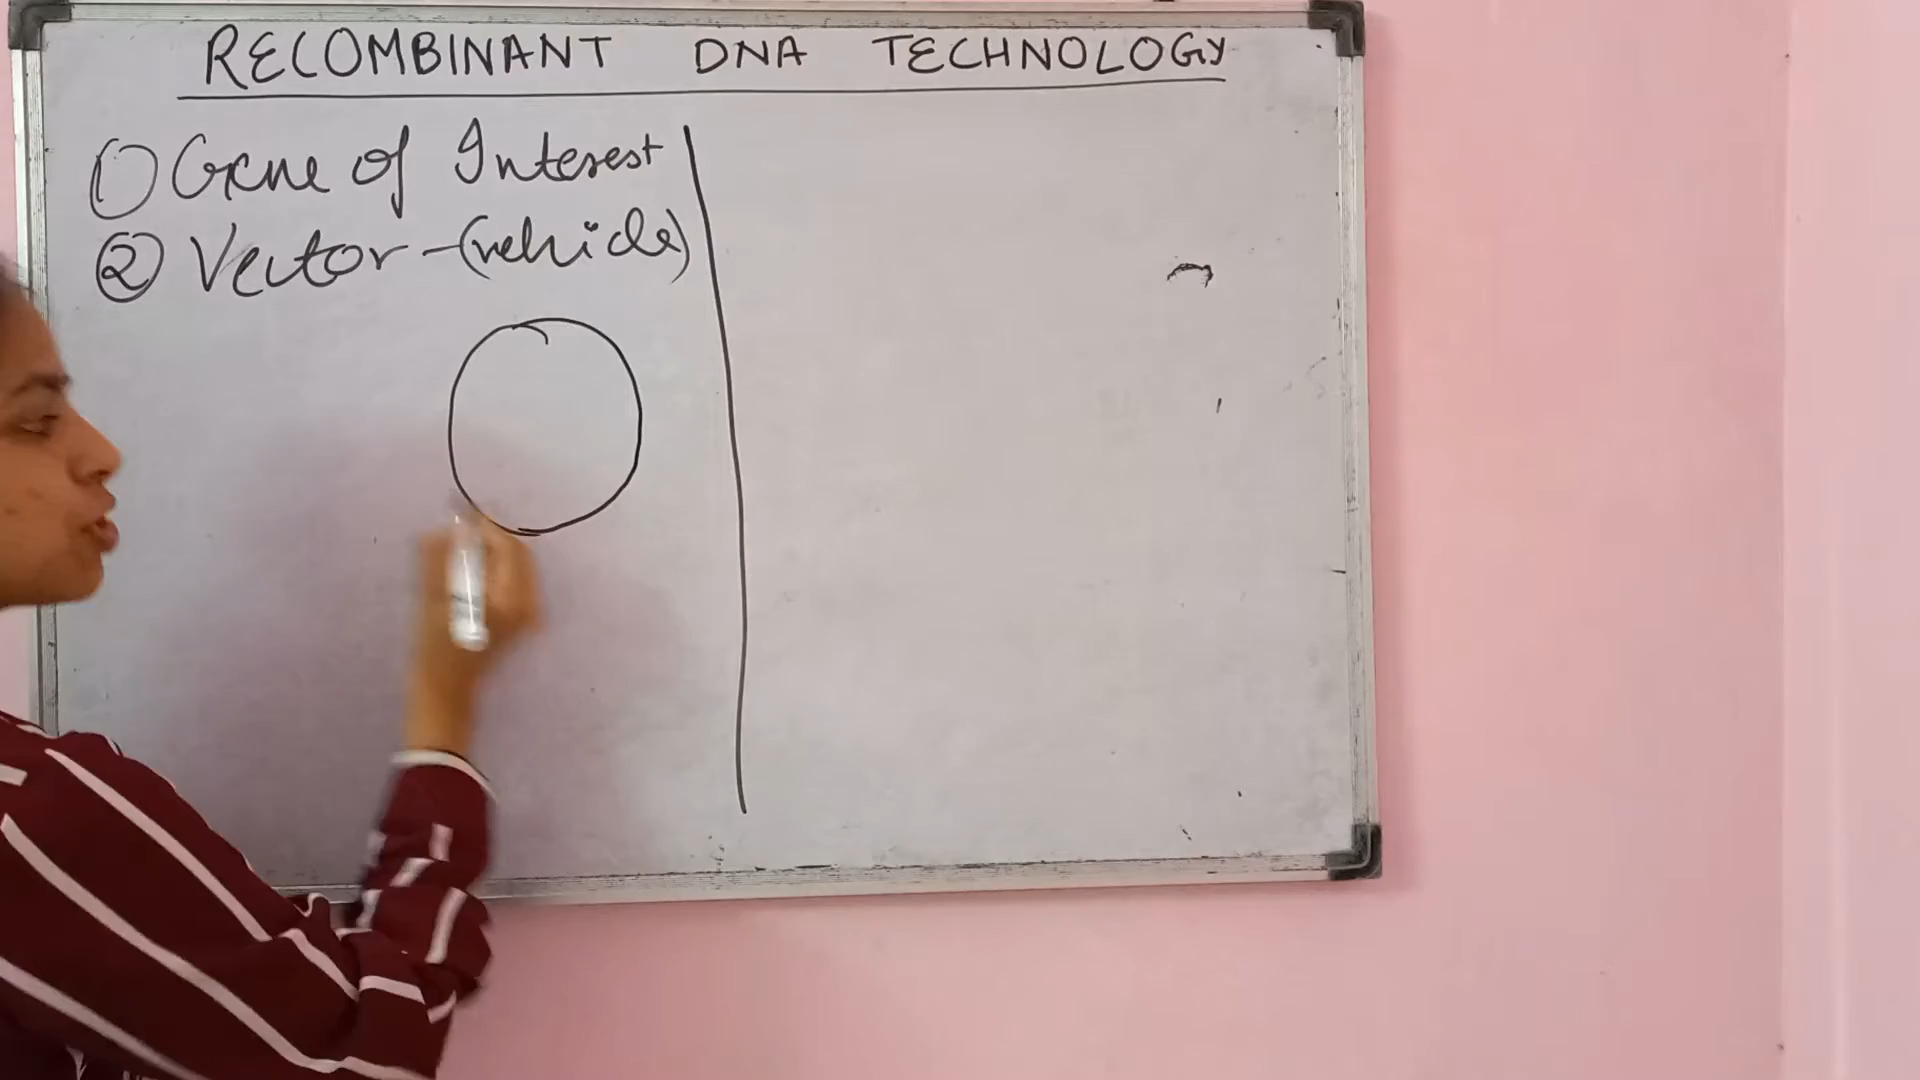 RECOMBINANT DNA TECHNOLOGY
① Gene of Interest
② Vector - (vehicle)